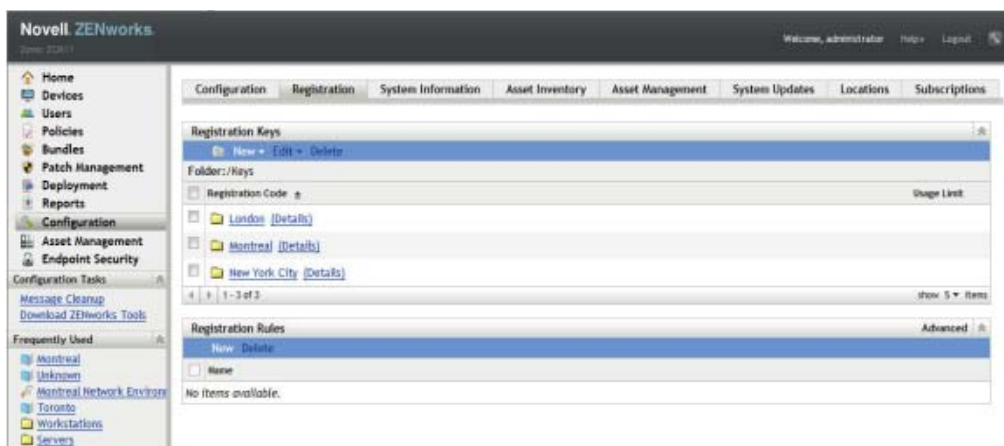 Novell ZENworks.
Welcome, administrator Help Logout
Home
Devices
Users
Policies
Bundles
Patch Management
Deployment
Reports
Configuration
Asset Management
Endpoint Security
Configuration Tasks
Message Cleanup
Download ZENworks Tools
Frequently Used
Montreal
Unknown
Montreal Network Environ
Toronto
Workstations
Servers
Configuration Registration System Information Asset Inventory Asset Management System Updates Locations Subscriptions
Registration Keys
New Edit Delete
Folder:/Keys
Registration Code Usage Limit
London (Details)
Montreal (Details)
New York City (Details)
1 - 3 of 3 show 5 items
Registration Rules Advanced
New Delete
Name
No items available.